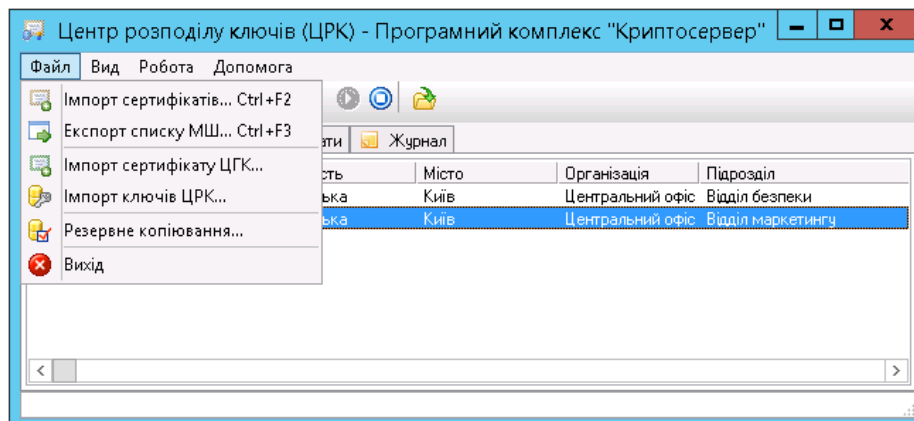 Центр розподілу ключів (ЦРК) - Програмний комплекс "Криптосервер"
Файл Вид Робота Допомога
Імпорт сертифікатів... Ctrl+F2
Експорт списку МШ... Ctrl+F3
Імпорт сертифікату ЦГК...
Імпорт ключів ЦРК...
Резервне копіювання...
Вихід
ати Журнал
сть Місто Організація Підрозділ
ька Київ Центральний офіс Відділ безпеки
ька Київ Центральний офіс Відділ маркетингу